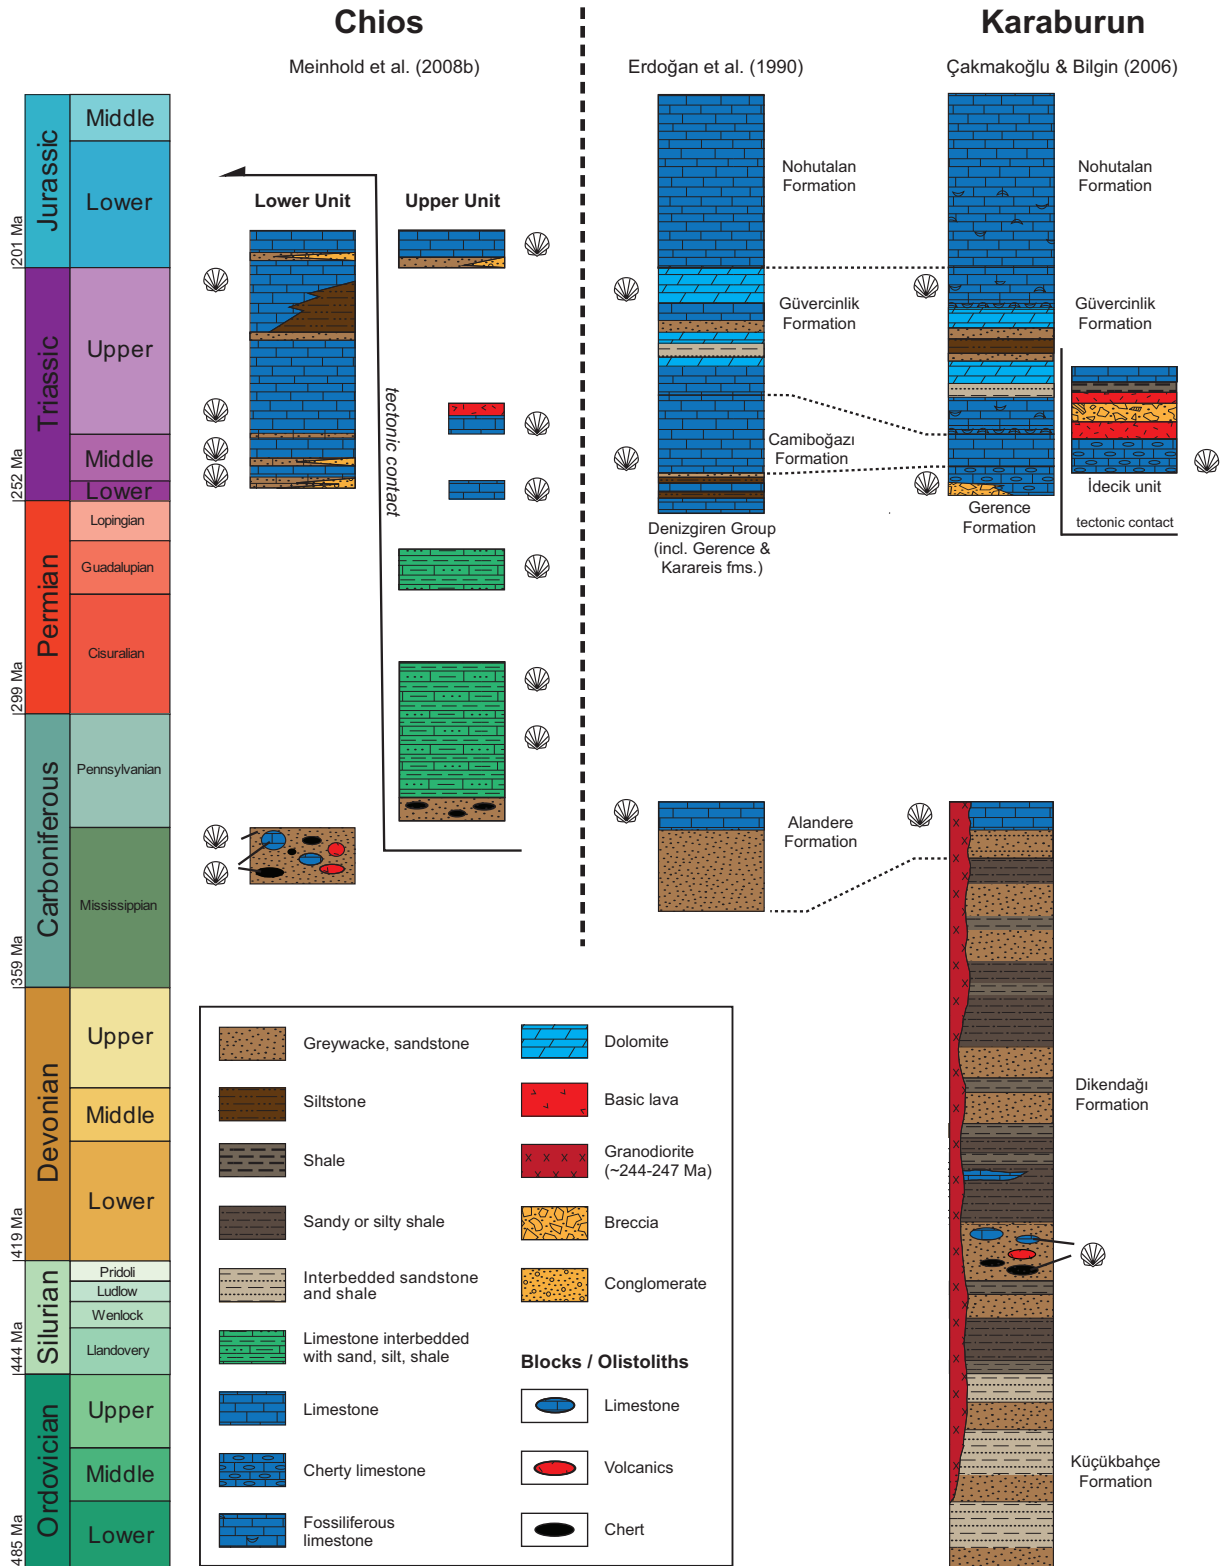 Chios
Karaburun
Meinhold et al. (2008b)
Erdoğan et al. (1990)
Çakmakoğlu & Bilgin (2006)
Jurassic
Middle
Lower
201 Ma
Triassic
Upper
Middle
Lower
252 Ma
Permian
Lopingian
Guadalupian
Cisuralian
299 Ma
Carboniferous
Pennsylvanian
Mississippian
359 Ma
Devonian
Upper
Middle
Lower
419 Ma
Silurian
Pridoli
Ludlow
Wenlock
Llandovery
444 Ma
Ordovician
Upper
Middle
Lower
485 Ma
Lower Unit
Upper Unit
tectonic contact
Nohutalan
Formation
Güvercinlik
Formation
Camiboğazı
Formation
Denizgiren Group
(incl. Gerence &
Karareis fms.)
Alandere
Formation
Nohutalan
Formation
Güvercinlik
Formation
Gerence
Formation
İdecik unit
tectonic contact
Dikendağı
Formation
Küçükbahçe
Formation
Greywacke, sandstone
Siltstone
Shale
Sandy or silty shale
Interbedded sandstone
and shale
Limestone interbedded
with sand, silt, shale
Limestone
Cherty limestone
Fossiliferous
limestone
Dolomite
Basic lava
Granodiorite
(~244-247 Ma)
Breccia
Conglomerate
Blocks / Olistoliths
Limestone
Volcanics
Chert